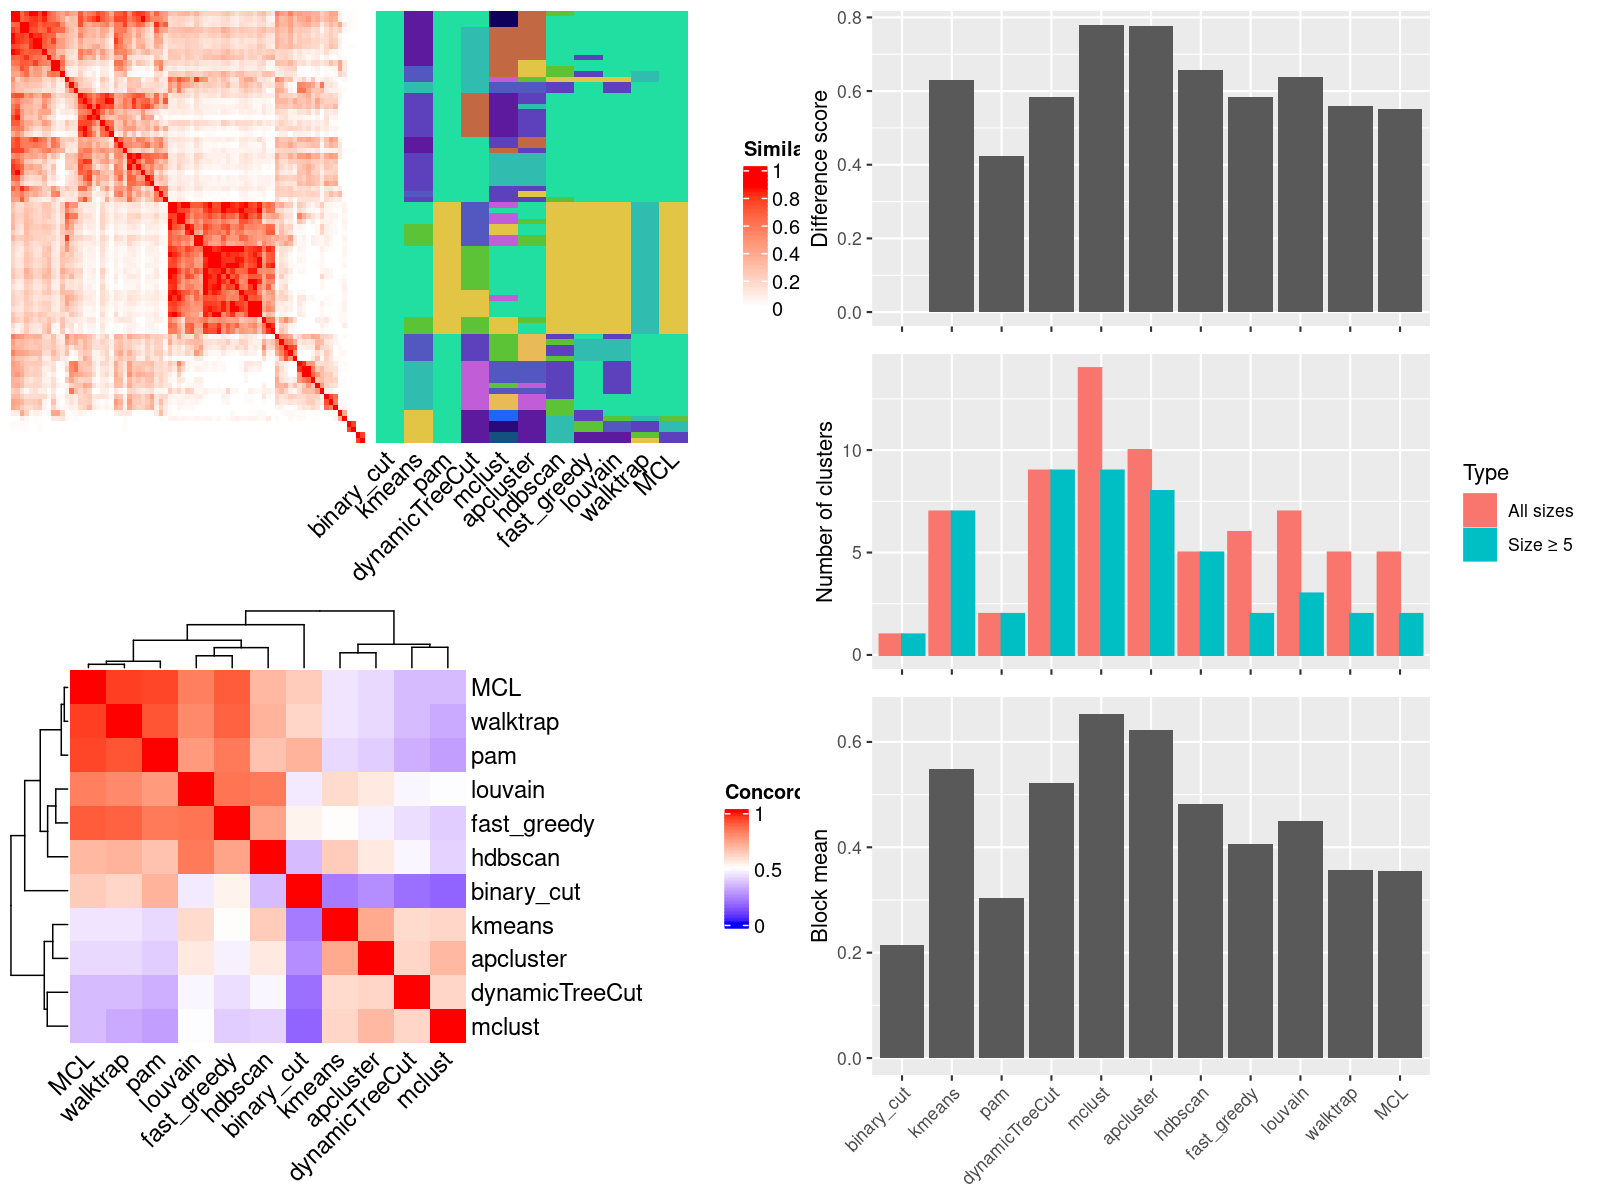 Simila
1
0.8
0.6
0.4
0.2
0
binary_cut
kmeans
pam
dynamicTreeCut
mclust
apcluster
hdbscan
fast_greedy
louvain
walktrap
MCL
MCL
walktrap
pam
louvain
fast_greedy
hdbscan
binary_cut
kmeans
apcluster
dynamicTreeCut
mclust
MCL
walktrap
pam
louvain
fast_greedy
hdbscan
binary_cut
kmeans
apcluster
dynamicTreeCut
mclust
Concord
1
0.5
0
Difference score
0.8
0.6
0.4
0.2
0.0
Number of clusters
10
5
0
Type
All sizes
Size ≥ 5
Block mean
0.6
0.4
0.2
0.0
binary_cut
kmeans
pam
dynamicTreeCut
mclust
apcluster
hdbscan
fast_greedy
louvain
walktrap
MCL